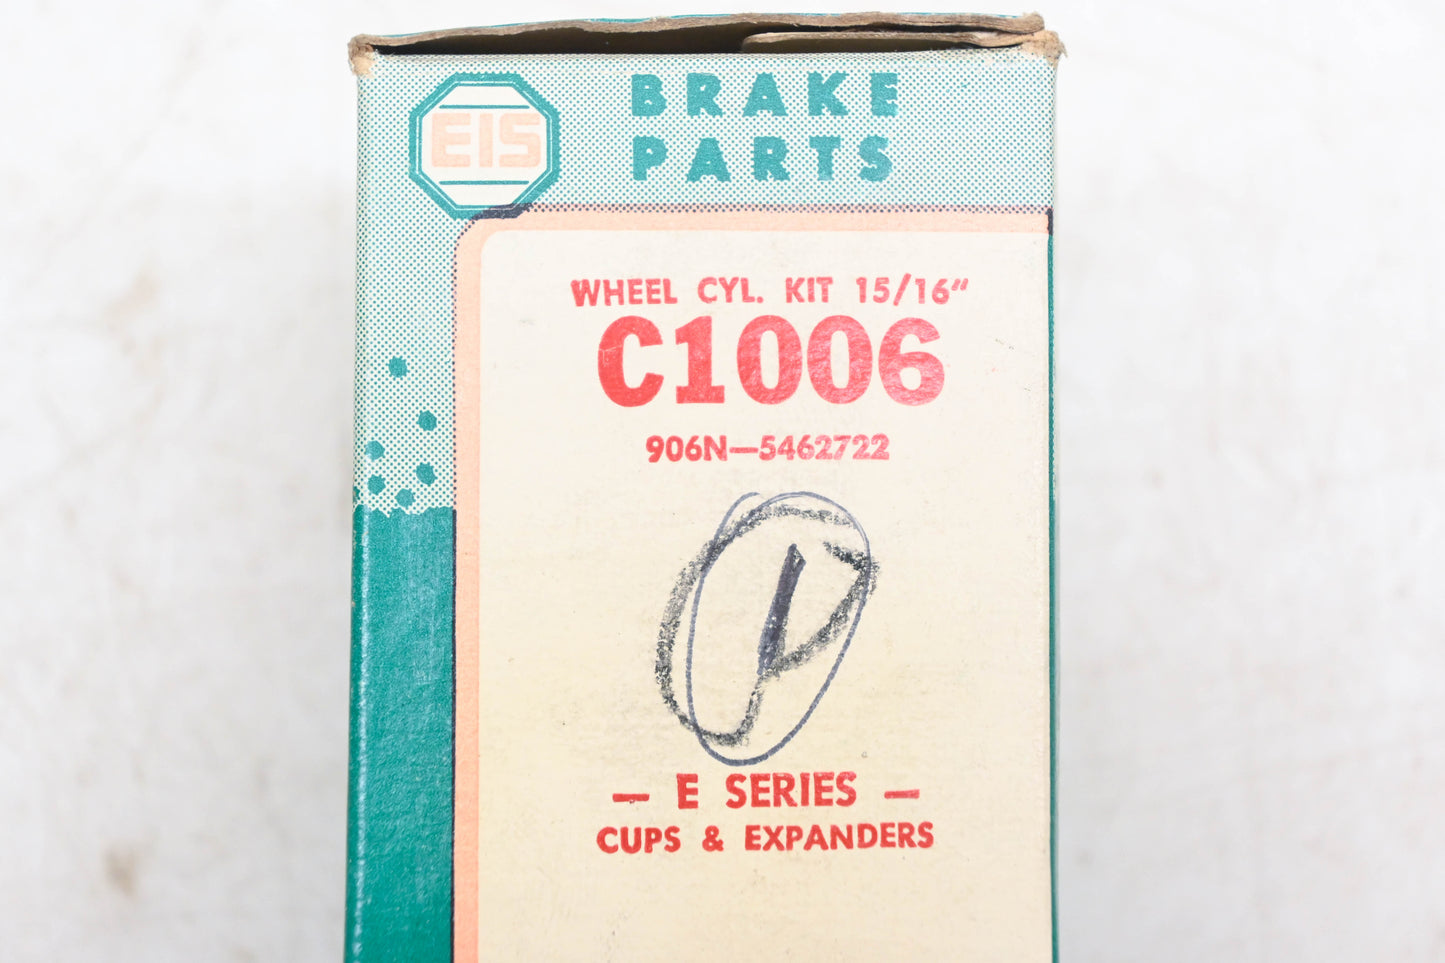 EIS
BRAKE
PARTS
WHEEL CYL. KIT 15/16"
C1006
906N—5462722
— E SERIES —
CUPS & EXPANDERS